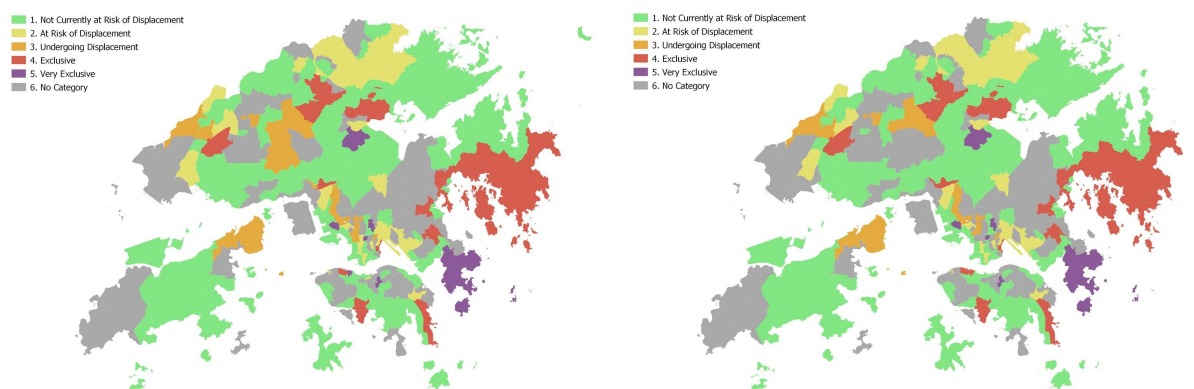 1. Not Currently at Risk of Displacement
2. At Risk of Displacement
3. Undergoing Displacement
4. Exclusive
5. Very Exclusive
6. No Category
1. Not Currently at Risk of Displacement
2. At Risk of Displacement
3. Undergoing Displacement
4. Exclusive
5. Very Exclusive
6. No Category